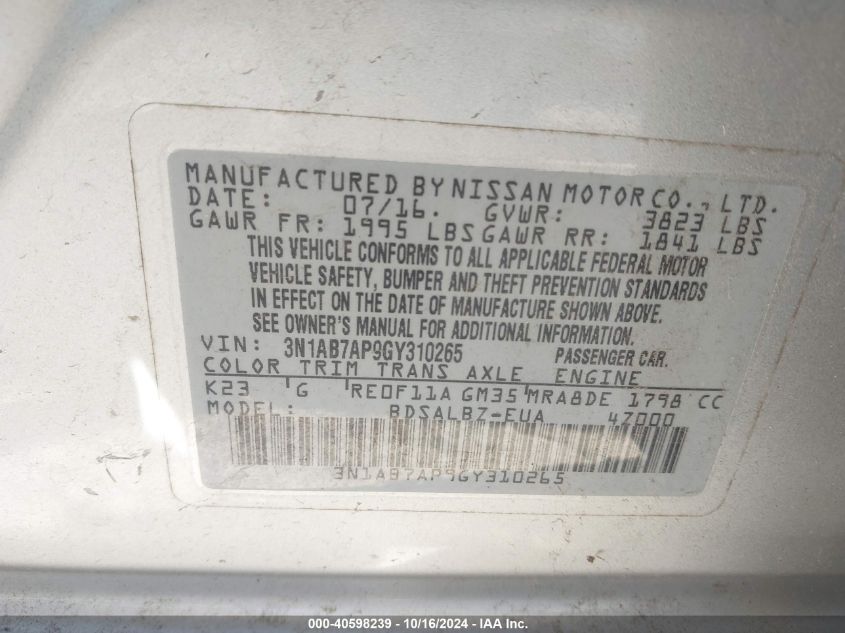 MANUFACTURED BY NISSAN MOTOR CO., LTD.
DATE: 07/16. GVWR: 3823 LBS
GAWR FR: 1995 LBS GAWR RR: 1841 LBS
THIS VEHICLE CONFORMS TO ALL APPLICABLE FEDERAL MOTOR
VEHICLE SAFETY, BUMPER AND THEFT PREVENTION STANDARDS
IN EFFECT ON THE DATE OF MANUFACTURE SHOWN ABOVE.
SEE OWNER'S MANUAL FOR ADDITIONAL INFORMATION.
VIN: 3N1AB7AP9GY310265 PASSENGER CAR.
COLOR TRIM TRANS AXLE ENGINE
K23 G RE0F11A GM35 MRA8DE 1798 CC
MODEL: BDSALBZ-EUA 47000
3N1AB7AP9GY310265
000-40598239 - 10/16/2024 - IAA Inc.